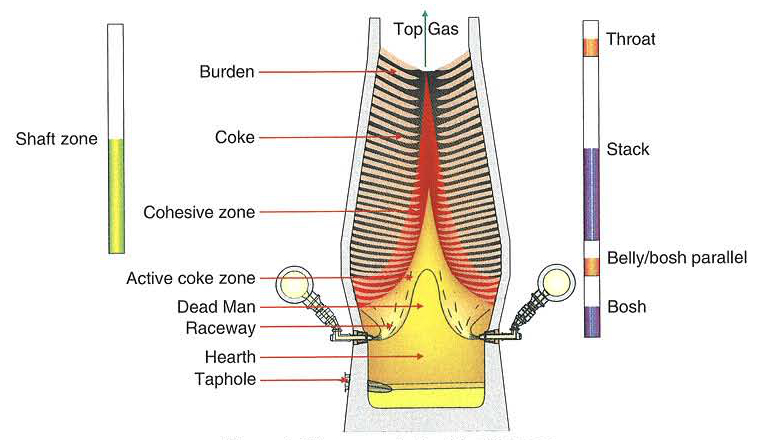 Top Gas
Throat
Burden
Shaft zone
Coke
Stack
Cohesive zone
Belly/bosh parallel
Active coke zone
Dead Man
Bosh
Raceway
Hearth
Taphole